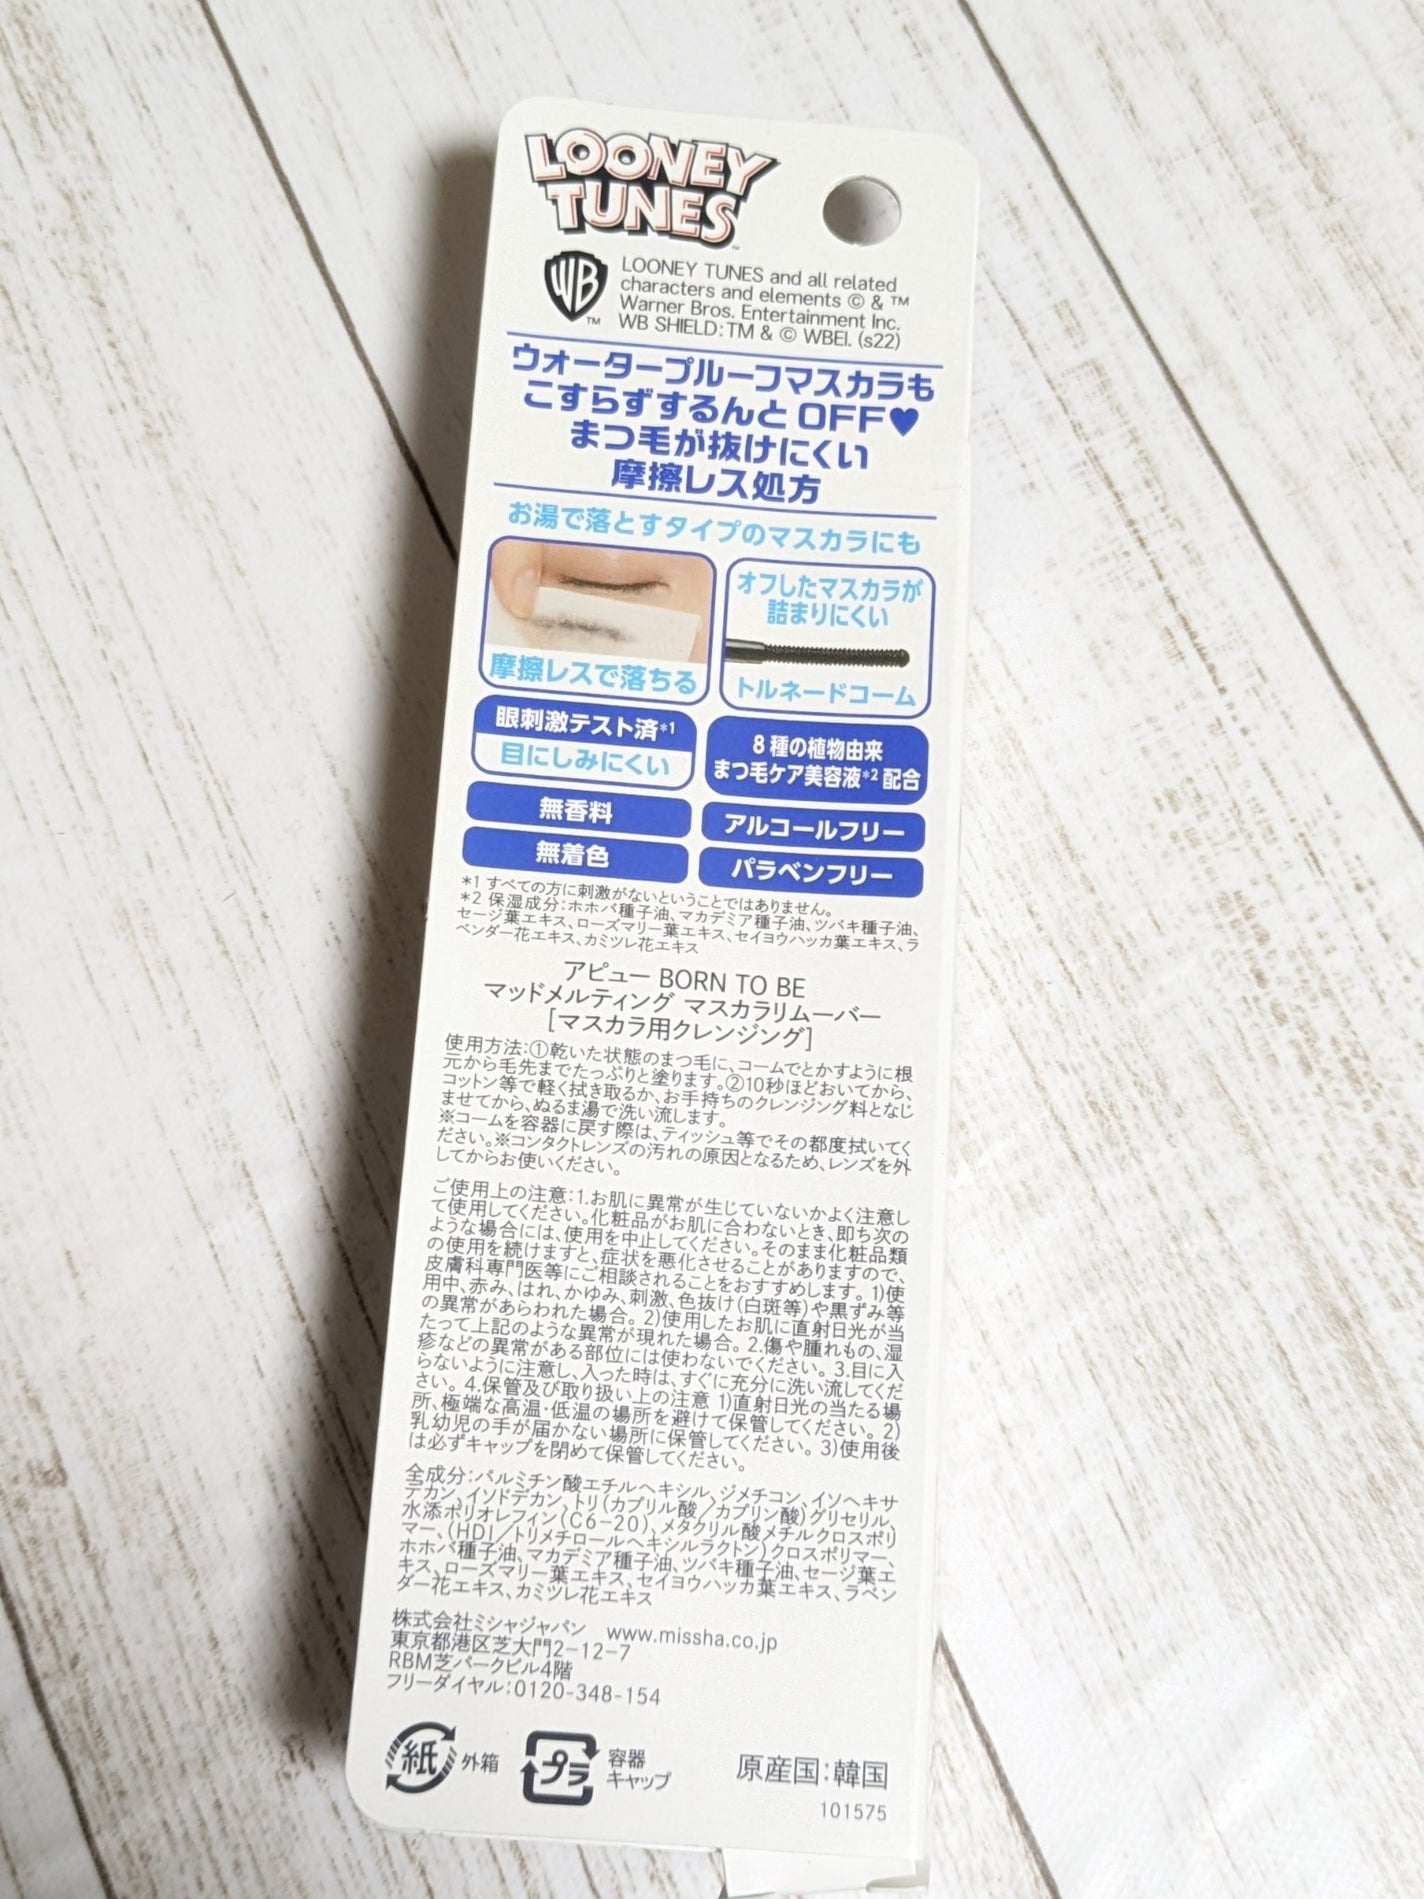 LOONEY
TUNES™
WB™
LOONEY TUNES and all related
characters and elements © & ™
Warner Bros. Entertainment Inc.
WB SHIELD: TM & © WBEI. (s22)
ウォータープルーフマスカラも
こすらずするんとOFF♥
まつ毛が抜けにくい
摩擦レス処方
お湯で落とすタイプのマスカラにも
摩擦レスで落ちる
オフしたマスカラが
詰まりにくい
トルネードコーム
眼刺激テスト済*1
目にしみにくい
8種の植物由来
まつ毛ケア美容液*2配合
無香料
アルコールフリー
無着色
パラベンフリー
*1 すべての方に刺激がないということではありません。
*2 保湿成分:ホホバ種子油、マカデミア種子油、ツバキ種子油、
セージ葉エキス、ローズマリー葉エキス、セイヨウハッカ葉エキス、ラ
ベンダー花エキス、カミツレ花エキス
アピュー BORN TO BE
マッドメルティング マスカラリムーバー
[マスカラ用クレンジング]
使用方法:①乾いた状態のまつ毛に、コームでとかすように根
元から毛先までたっぷりと塗ります。②10秒ほどおいてから、
コットン等で軽く拭き取るか、お手持ちのクレンジング料となじ
ませてから、ぬるま湯で洗い流します。
※コームを容器に戻す際は、ティッシュ等でその都度拭いてく
ださい。※コンタクトレンズの汚れの原因となるため、レンズを外
してからお使いください。
ご使用上の注意:1.お肌に異常が生じていないかよく注意し
て使用してください。化粧品がお肌に合わないとき、即ち次の
ような場合には、使用を中止してください。そのまま化粧品類
の使用を続けますと、症状を悪化させることがありますので、
皮膚科専門医等にご相談されることをおすすめします。 1)使
用中、赤み、はれ、かゆみ、刺激、色抜け(白斑等)や黒ずみ等
の異常があらわれた場合。 2)使用したお肌に直射日光が当
たって上記のような異常が現れた場合。 2.傷や腫れもの、湿
疹などの異常がある部位には使わないでください。 3.目に入
らないように注意し、入った時は、すぐに充分に洗い流してくだ
さい。 4.保管及び取り扱い上の注意 1)直射日光の当たる場
所、極端な高温・低温の場所を避けて保管してください。 2)
乳幼児の手が届かない場所に保管してください。 3)使用後
は必ずキャップを閉めて保管してください。
全成分:パルミチン酸エチルヘキシル、ジメチコン、イソヘキサ
デカン、イソドデカン、トリ(カプリル酸/カプリン酸)グリセリル、
水添ポリオレフィン(C6-20)、メタクリル酸メチルクロスポリ
マー、(HDI/トリメチロールヘキシルラクトン)クロスポリマー、
ホホバ種子油、マカデミア種子油、ツバキ種子油、セージ葉エ
キス、ローズマリー葉エキス、セイヨウハッカ葉エキス、ラベン
ダー花エキス、カミツレ花エキス
株式会社ミシャジャパン www.missha.co.jp
東京都港区芝大門2-12-7
RBM芝パークビル4階
フリーダイヤル:0120-348-154
紙 外箱
プラ 容器
キャップ
原産国:韓国
101575